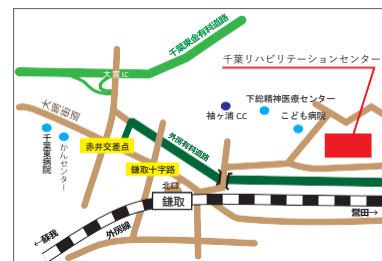 千葉東金有料道路
千葉リハビリテーションセンター
大宮IC
大網街道
下総精神医療センター
袖ヶ浦CC
こども病院
千葉東病院
がんセンター
赤井交差点
外房有料道路
鎌取十字路
北口
鎌取
←蘇我
外房線
誉田→